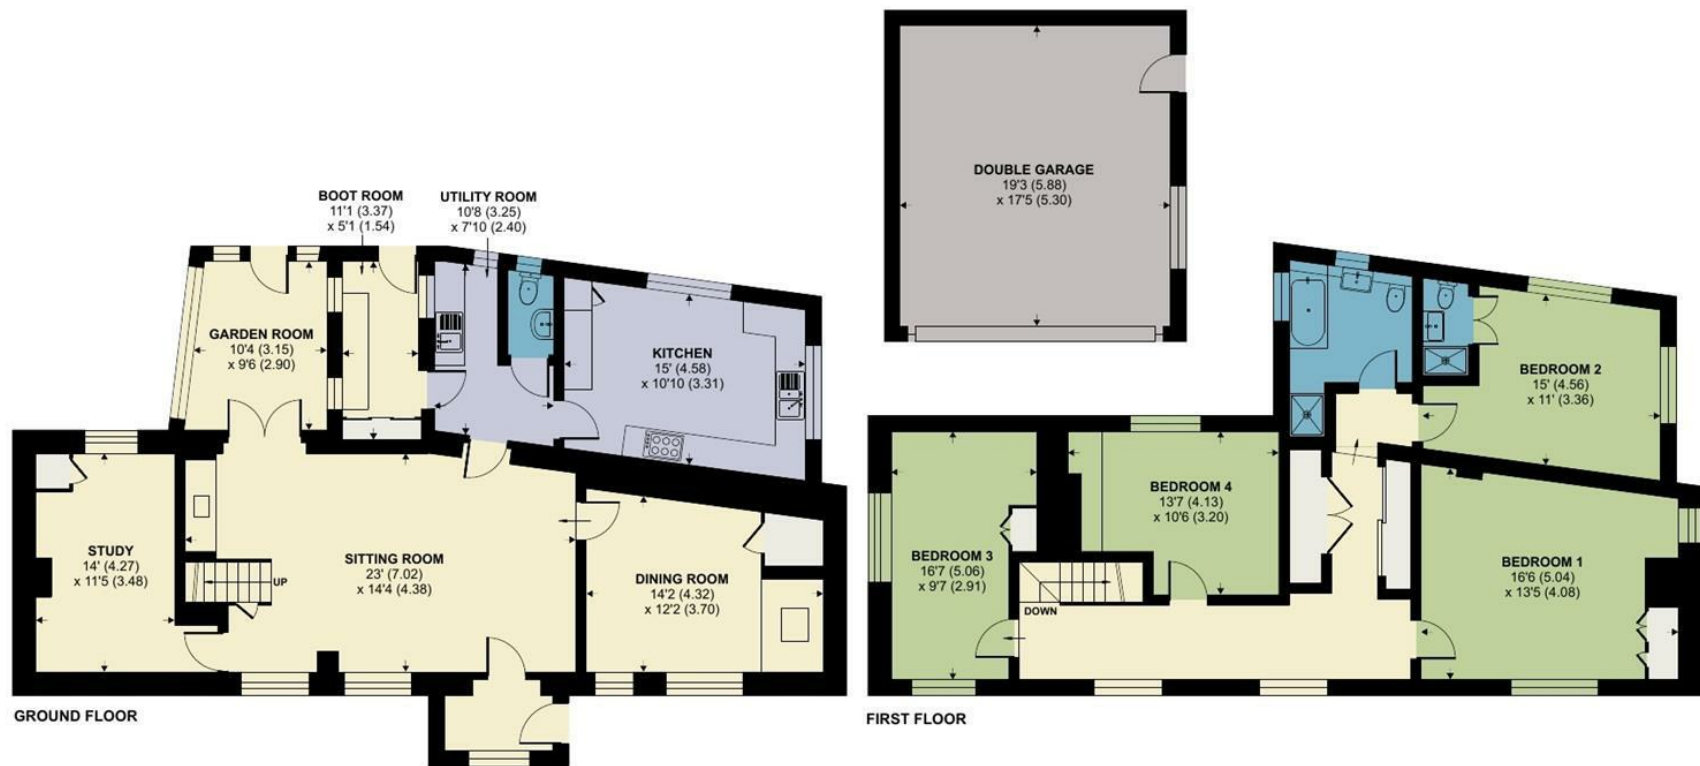 DOUBLE GARAGE
19'3 (5.88)
x 17'5 (5.30)
BOOT ROOM
11'1 (3.37)
x 5'1 (1.54)
UTILITY ROOM
10'8 (3.25)
x 7'10 (2.40)
GARDEN ROOM
10'4 (3.15)
x 9'6 (2.90)
KITCHEN
15' (4.58)
x 10'10 (3.31)
STUDY
14' (4.27)
x 11'5 (3.48)
UP
SITTING ROOM
23' (7.02)
x 14'4 (4.38)
DINING ROOM
14'2 (4.32)
x 12'2 (3.70)
GROUND FLOOR
BEDROOM 2
15' (4.56)
x 11' (3.36)
BEDROOM 4
13'7 (4.13)
x 10'6 (3.20)
BEDROOM 3
16'7 (5.06)
x 9'7 (2.91)
BEDROOM 1
16'6 (5.04)
x 13'5 (4.08)
DOWN
FIRST FLOOR